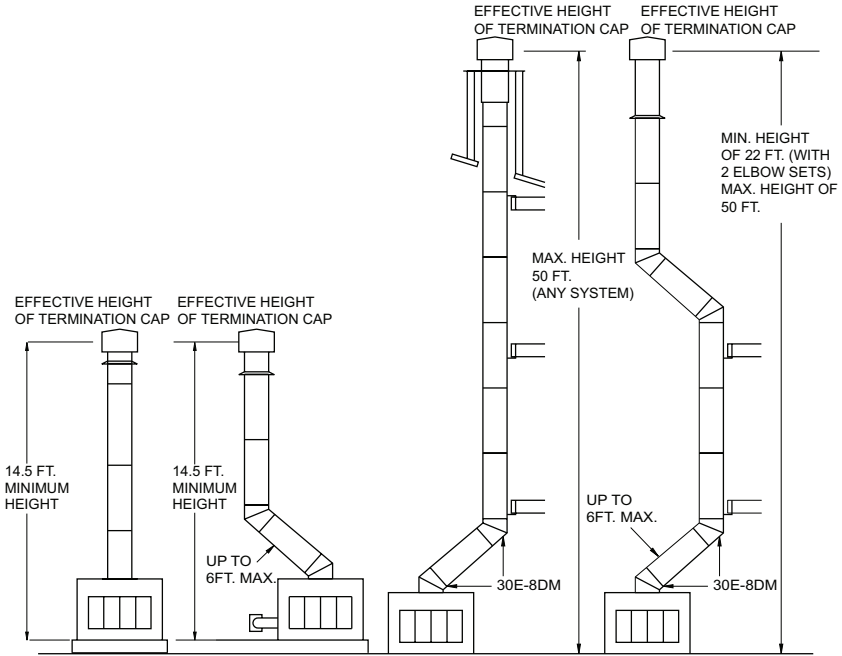 EFFECTIVE HEIGHT
OF TERMINATION CAP
EFFECTIVE HEIGHT
OF TERMINATION CAP
MIN. HEIGHT
OF 22 FT. (WITH
2 ELBOW SETS)
MAX. HEIGHT OF
50 FT.
MAX. HEIGHT
50 FT.
(ANY SYSTEM)
EFFECTIVE HEIGHT
OF TERMINATION CAP
EFFECTIVE HEIGHT
OF TERMINATION CAP
14.5 FT.
MINIMUM
HEIGHT
14.5 FT.
MINIMUM
HEIGHT
UP TO
6FT. MAX.
UP TO
6FT. MAX.
30E-8DM
30E-8DM